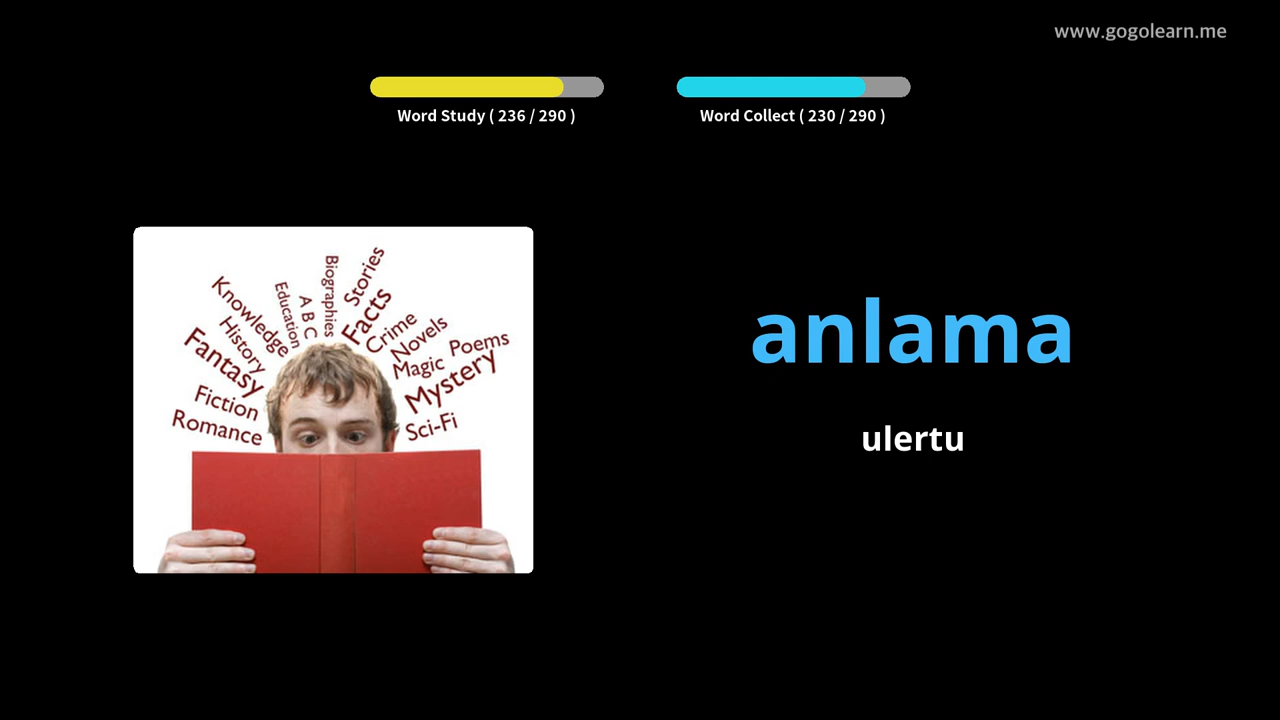 www.gogolearn.me
Word Study ( 236 / 290 )
Word Collect ( 230 / 290 )
Biographies
Stories
Education
A B C
Facts
Knowledge
Crime
History
Novels
Fantasy
Magic
Poems
Mystery
Fiction
Romance
Sci-Fi
anlama
ulertu